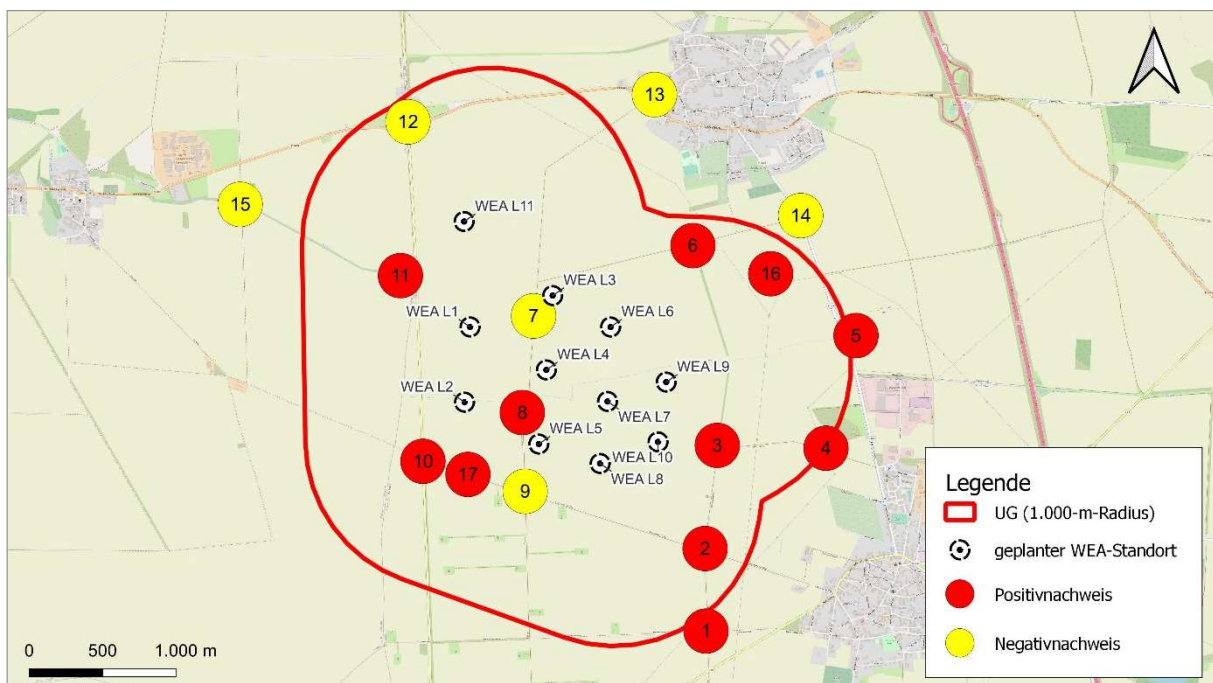 13
12
14
15
WEA L11
6
16
11
WEA L3
7
WEA L1
WEA L6
5
WEA L4
WEA L9
WEA L2
8
WEA L7
WEA L5
3
4
WEA L10
10
17
WEA L8
9
2
1
Legende
UG (1.000-m-Radius)
geplanter WEA-Standort
Positivnachweis
Negativnachweis
0 500 1.000 m